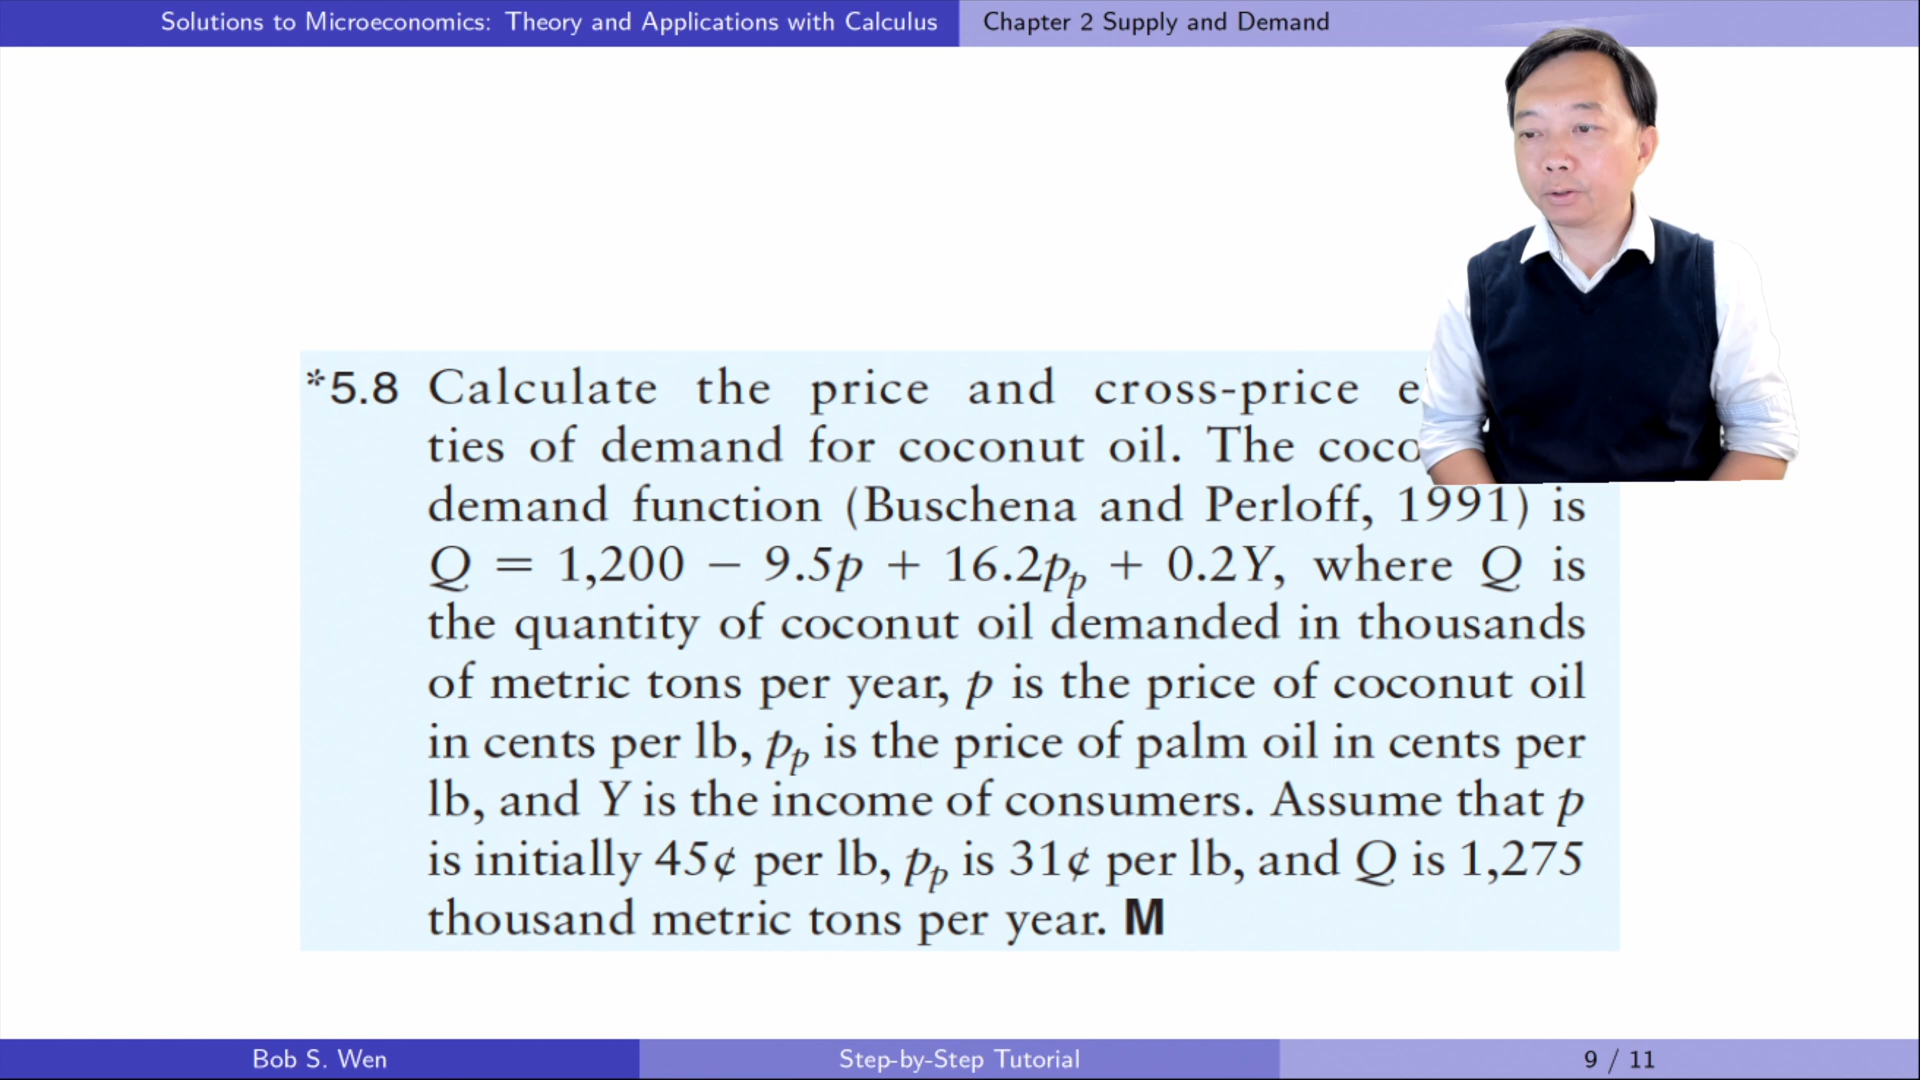 Solutions to Microeconomics: Theory and Applications with Calculus Chapter 2 Supply and Demand
*5.8 Calculate the price and cross-price e
ties of demand for coconut oil. The coco
demand function (Buschena and Perloff, 1991) is
Q = 1,200 − 9.5p + 16.2pₚ + 0.2Y, where Q is
the quantity of coconut oil demanded in thousands
of metric tons per year, p is the price of coconut oil
in cents per lb, pₚ is the price of palm oil in cents per
lb, and Y is the income of consumers. Assume that p
is initially 45¢ per lb, pₚ is 31¢ per lb, and Q is 1,275
thousand metric tons per year. M
Bob S. Wen Step-by-Step Tutorial 9 / 11